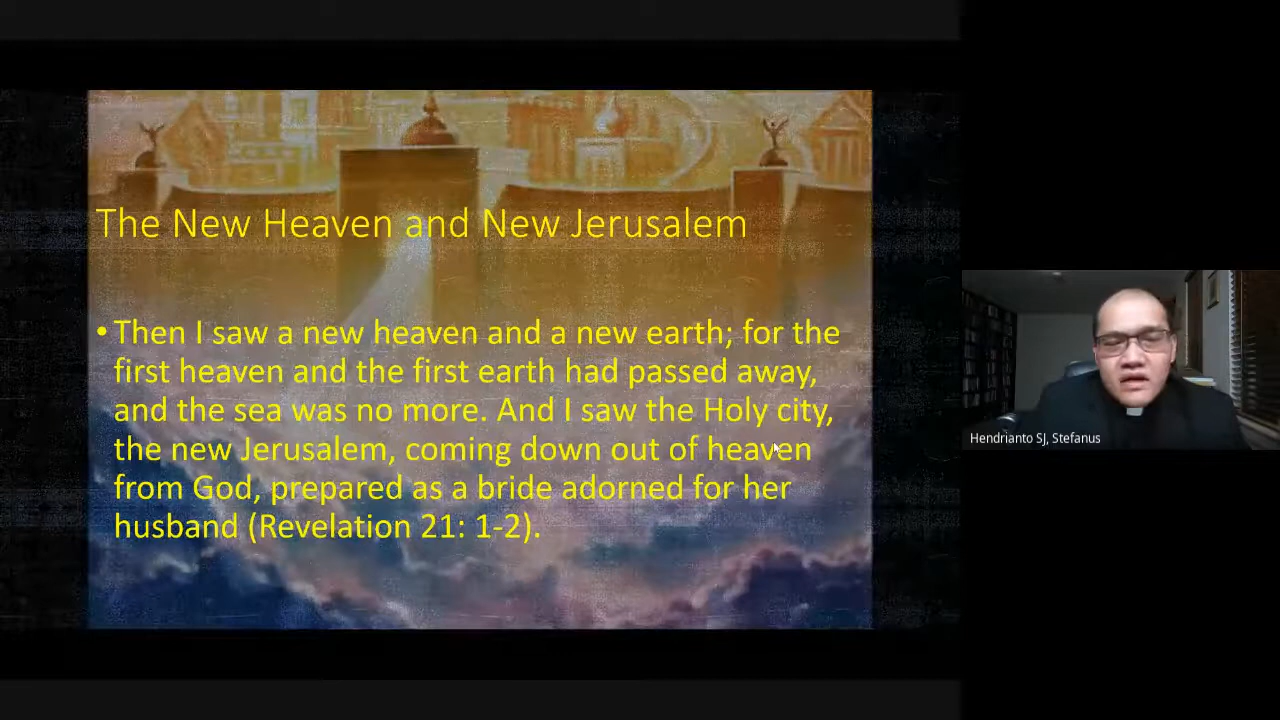 The New Heaven and New Jerusalem
• Then I saw a new heaven and a new earth; for the
first heaven and the first earth had passed away,
and the sea was no more. And I saw the Holy city,
the new Jerusalem, coming down out of heaven
from God, prepared as a bride adorned for her
husband (Revelation 21: 1-2).
Hendrianto SJ, Stefanus